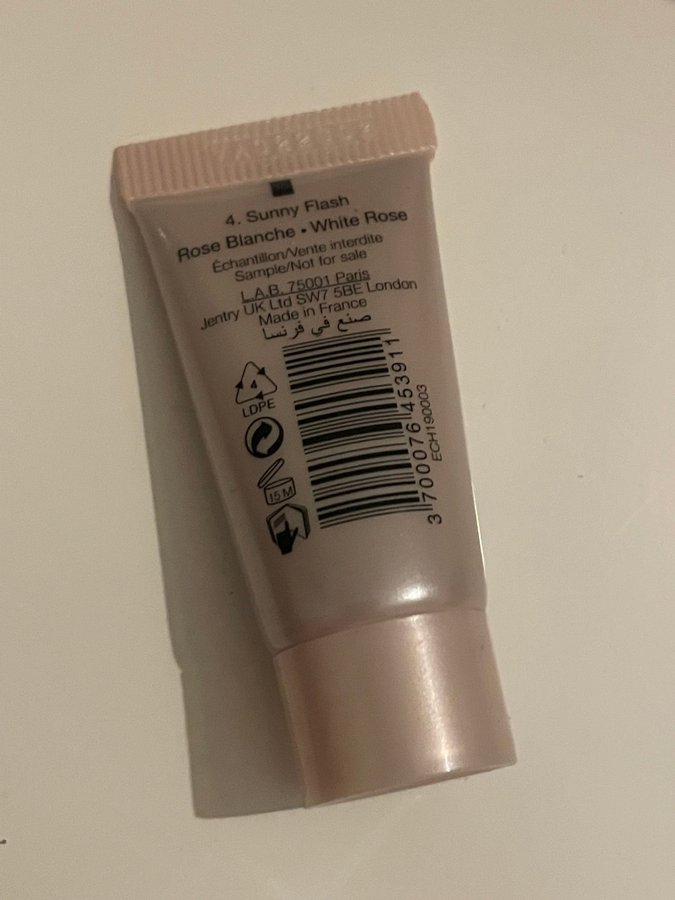 4. Sunny Flash
Rose Blanche • White Rose
Échantillon/Vente interdite
Sample/Not for sale
L.A.B. 75001 Paris
Jentry UK Ltd SW7 5BE London
Made in France
صنع في فرنسا
4
LDPE
15 M
3 700076 453911
ECH190003